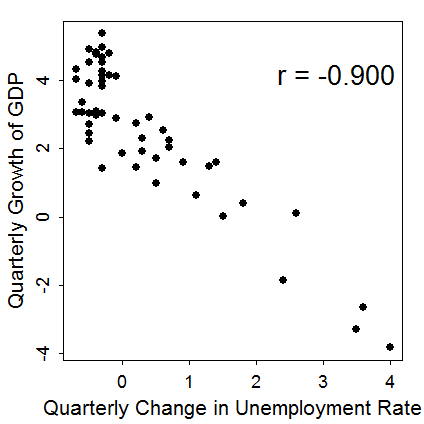 r = -0.900
Quarterly Growth of GDP
4
2
0
-2
-4
0 1 2 3 4
Quarterly Change in Unemployment Rate